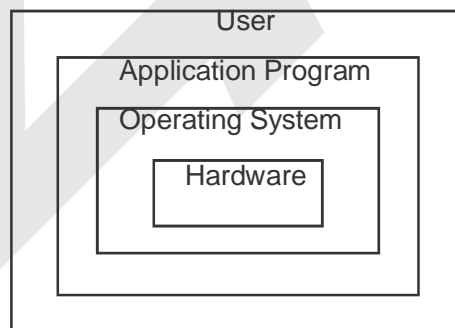 User
Application Program
Operating System
Hardware